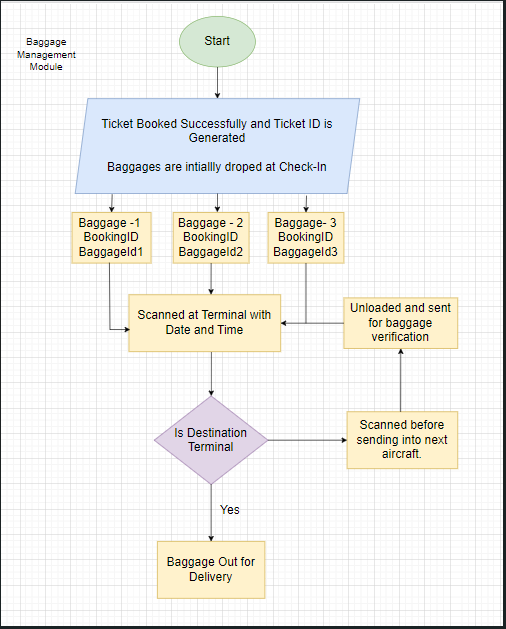 Baggage
Management
Module
Start
Ticket Booked Successfully and Ticket ID is
Generated
Baggages are intiallly droped at Check-In
Baggage -1
BookingID
BaggageId1
Baggage - 2
BookingID
BaggageId2
Baggage- 3
BookingID
BaggageId3
Scanned at Terminal with
Date and Time
Unloaded and sent
for baggage
verification
Is Destination
Terminal
Scanned before
sending into next
aircraft.
Yes
Baggage Out for
Delivery